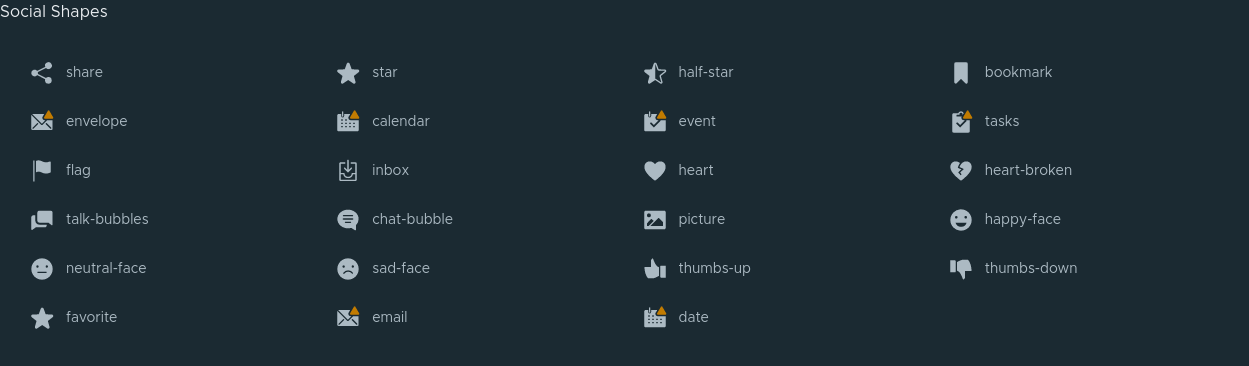 Social Shapes
share star half-star bookmark
envelope calendar event tasks
flag inbox heart heart-broken
talk-bubbles chat-bubble picture happy-face
neutral-face sad-face thumbs-up thumbs-down
favorite email date